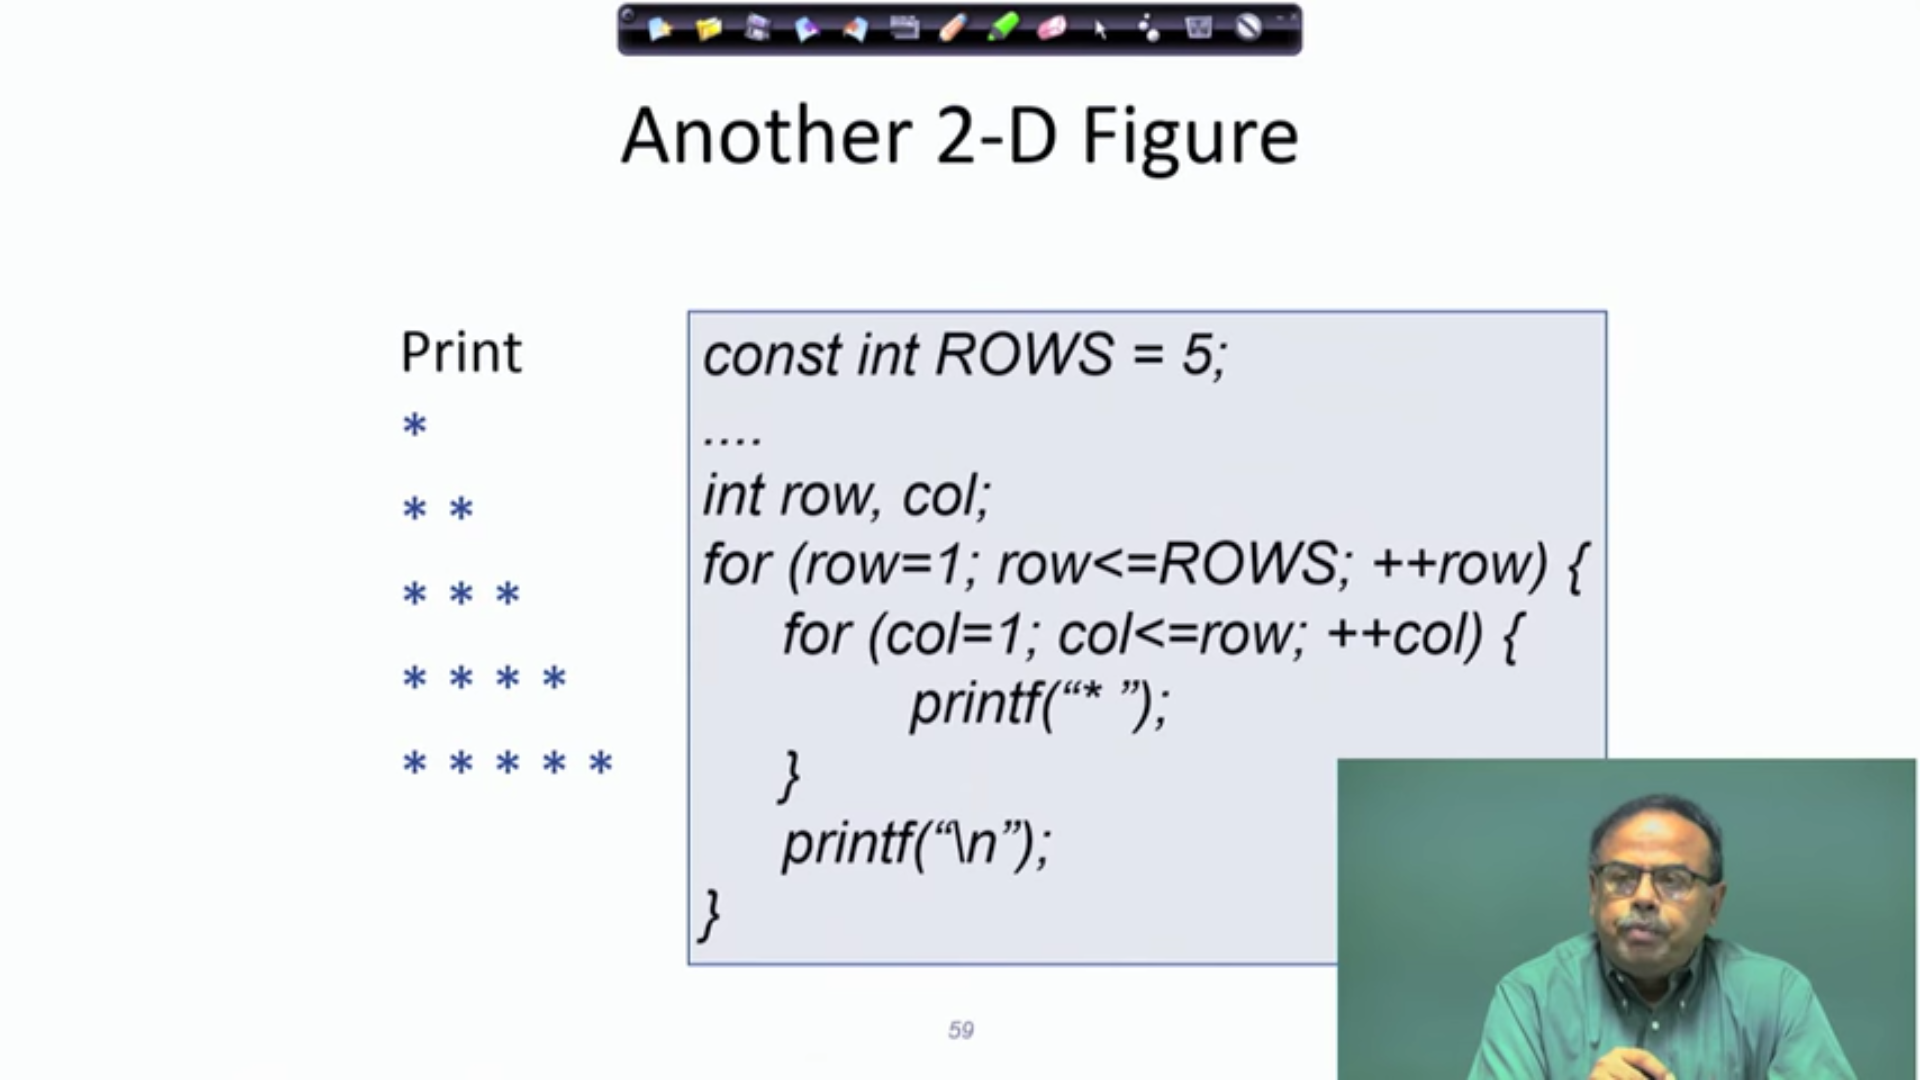 Another 2-D Figure
Print
*
* *
* * *
* * * *
* * * * *
const int ROWS = 5;
....
int row, col;
for (row=1; row<=ROWS; ++row) {
for (col=1; col<=row; ++col) {
printf(“* ”);
}
printf(“\n”);
}
59